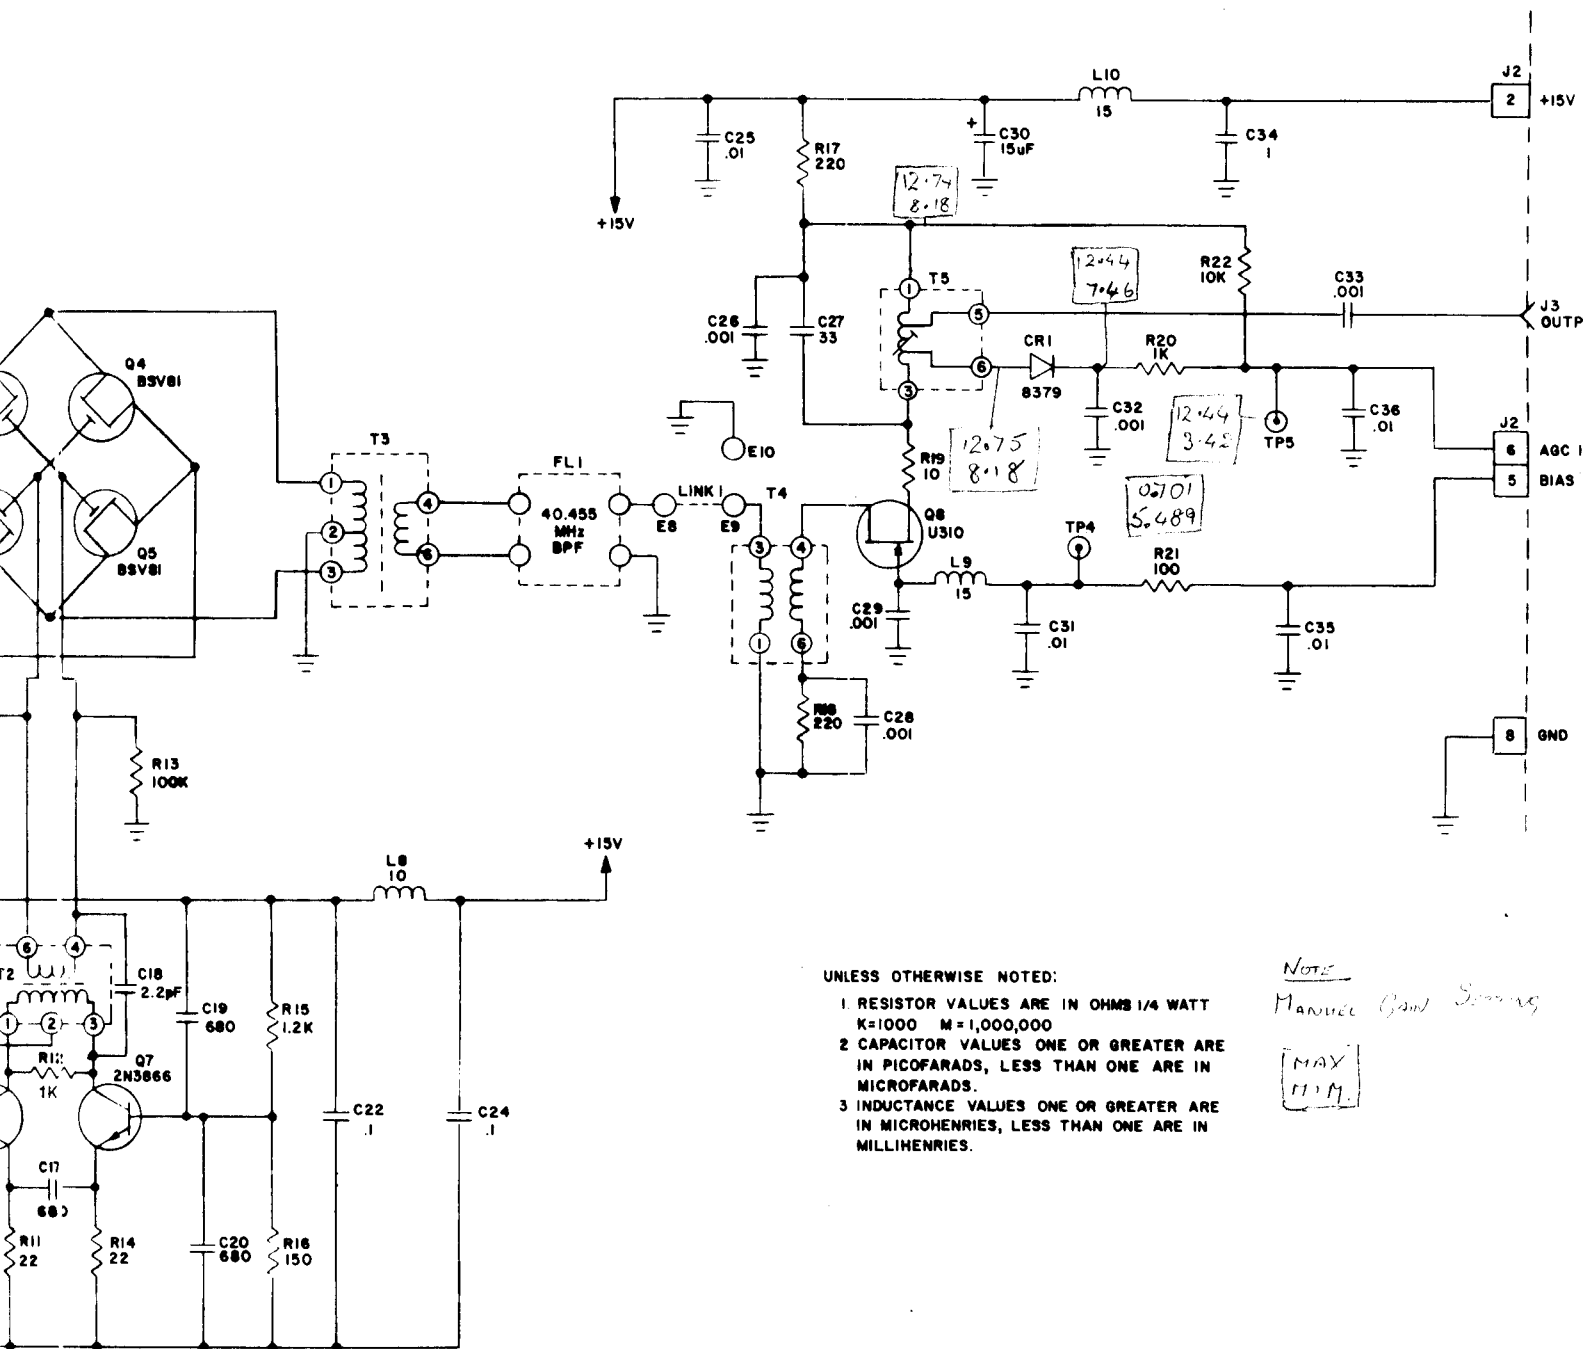 J2
L10
15
2
+15V
C25
.01
R17
220
+
C30
15uF
C34
1
+15V
12.74
8.18
T5
1
12.44
7.46
R22
10K
C33
.001
J3
OUTP
5
C26
.001
C27
33
CR1
8379
R20
1K
6
3
Q4
BSV81
C32
.001
12.44
3.42
TP5
C36
.01
J2
6
AGC I
5
BIAS
T3
E10
R19
10
12.75
8.18
FL1
1
4
40.455
MHz
BPF
LINK 1
E8
E9
T4
Q8
U310
0.701
5.489
TP4
2
3
6
3
4
Q5
BSV81
L9
15
R21
100
C29
.001
C31
.01
C35
.01
1
6
220
C28
.001
8
GND
R13
100K
+15V
L8
10
6
4
T2
C18
2.2pF
C19
680
R15
1.2K
1
2
3
1K
Q7
2N3866
C22
.1
C24
.1
C17
R11
22
R14
22
C20
680
R16
150
UNLESS OTHERWISE NOTED:
1. RESISTOR VALUES ARE IN OHMS 1/4 WATT
K=1000 M=1,000,000
2 CAPACITOR VALUES ONE OR GREATER ARE
IN PICOFARADS, LESS THAN ONE ARE IN
MICROFARADS.
3 INDUCTANCE VALUES ONE OR GREATER ARE
IN MICROHENRIES, LESS THAN ONE ARE IN
MILLIHENRIES.
NOTE
MANUEL GAIN
MAX
MIM.